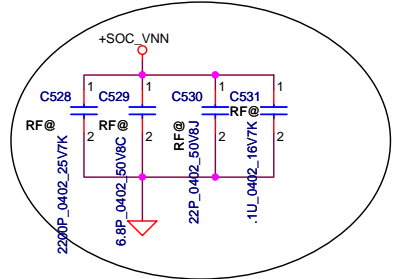 +SOC_VNN
1
1
1
1
C528
C529
C530
C531
RF@
RF@
RF@
RF@
2
2
2
2
2200P_0402_25V7K
6.8P_0402_50V8C
22P_0402_50V8J
.1U_0402_16V7K